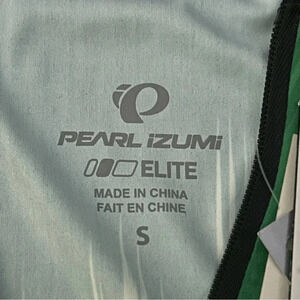 PEARL iZUMi
ELITE
MADE IN CHINA
FAIT EN CHINE
S